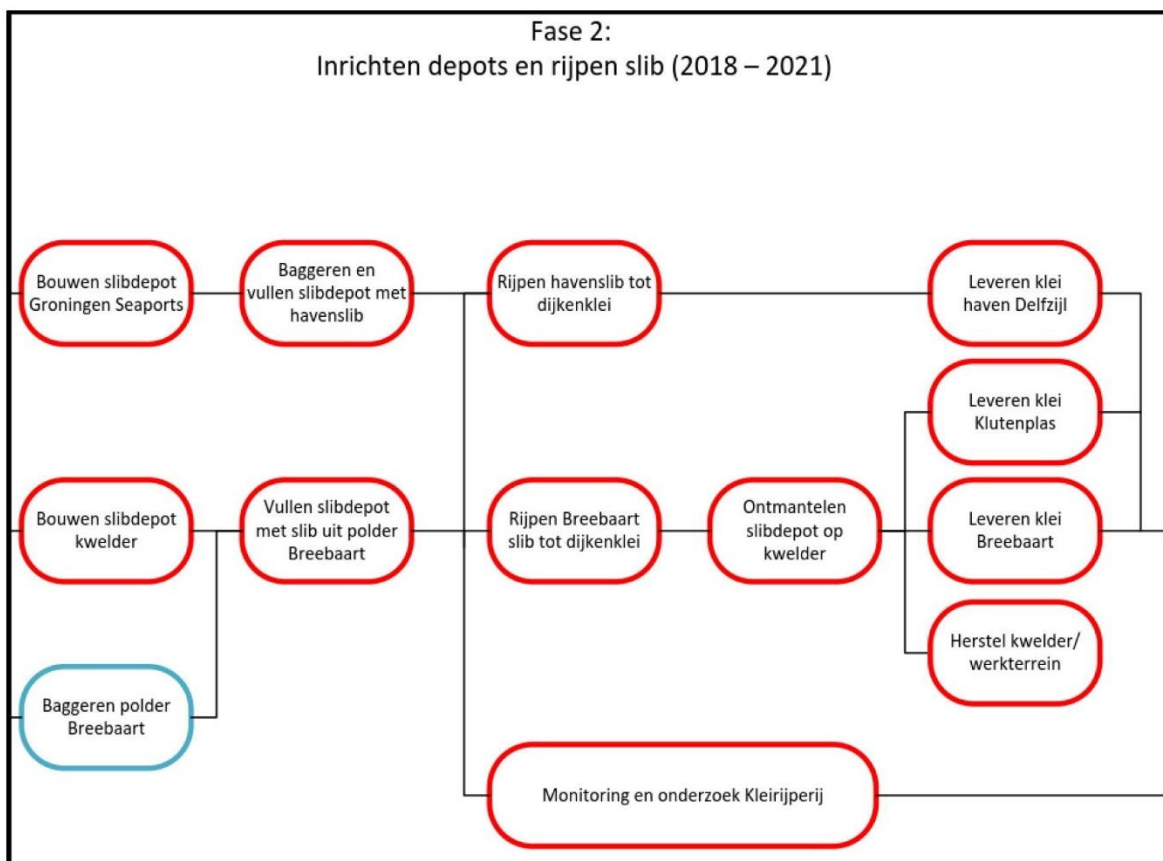 Fase 2:
Inrichten depots en rijpen slib (2018 – 2021)
Bouwen slibdepot
Groningen Seaports
Baggeren en
vullen slibdepot met
havenslib
Rijpen havenslib tot
dijkenklei
Leveren klei
haven Delfzijl
Leveren klei
Klutenplas
Bouwen slibdepot
kwelder
Vullen slibdepot
met slib uit polder
Breebaart
Rijpen Breebaart
slib tot dijkenklei
Ontmantelen
slibdepot op
kwelder
Leveren klei
Breebaart
Herstel kwelder/
werkterrein
Baggeren polder
Breebaart
Monitoring en onderzoek Kleirijperij